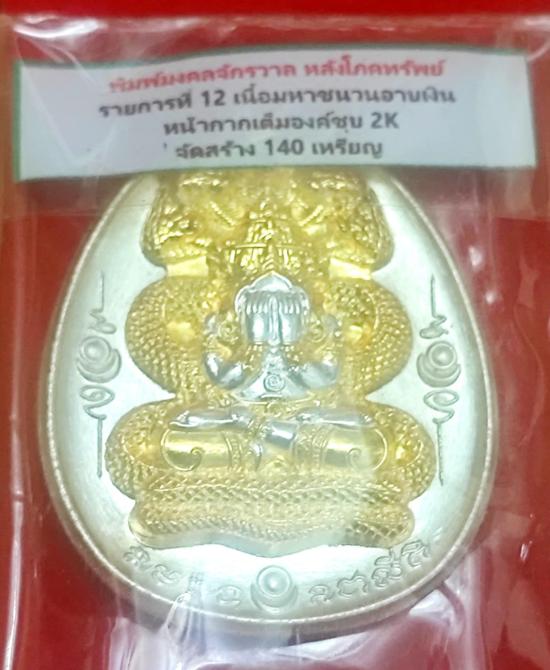 พิมพ์มงคลจักรวาล หลังโภคทรัพย์
รายการที่ 12 เนื้อมหาชนวนอาบเงิน
หน้ากากเต็มองค์ชุบ 2K
จัดสร้าง 140 เหรียญ